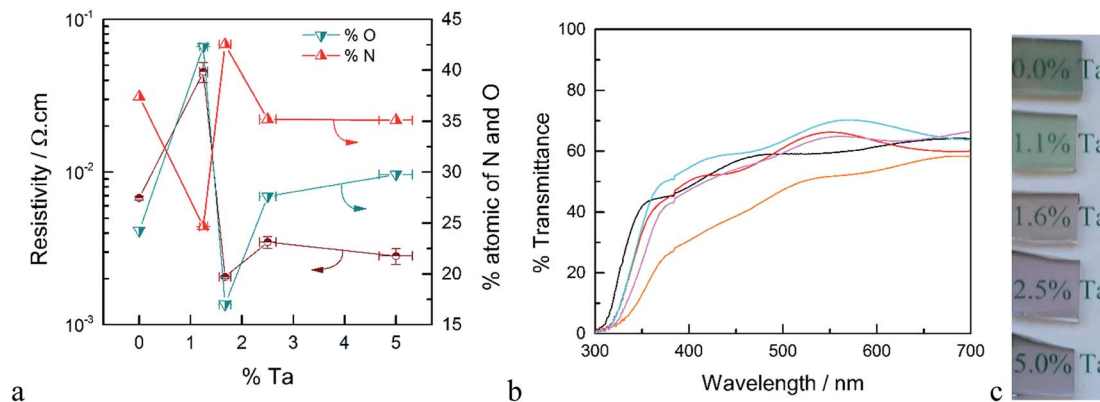 10⁻¹
10⁻²
10⁻³
Resistivity / Ω.cm
% O
% N
45
40
35
30
25
20
15
% atomic of N and O
0 1 2 3 4 5
% Ta
a
100
80
60
40
20
0
% Transmittance
300 400 500 600 700
Wavelength / nm
b
0.0% Ta
1.1% Ta
1.6% Ta
2.5% Ta
5.0% Ta
c